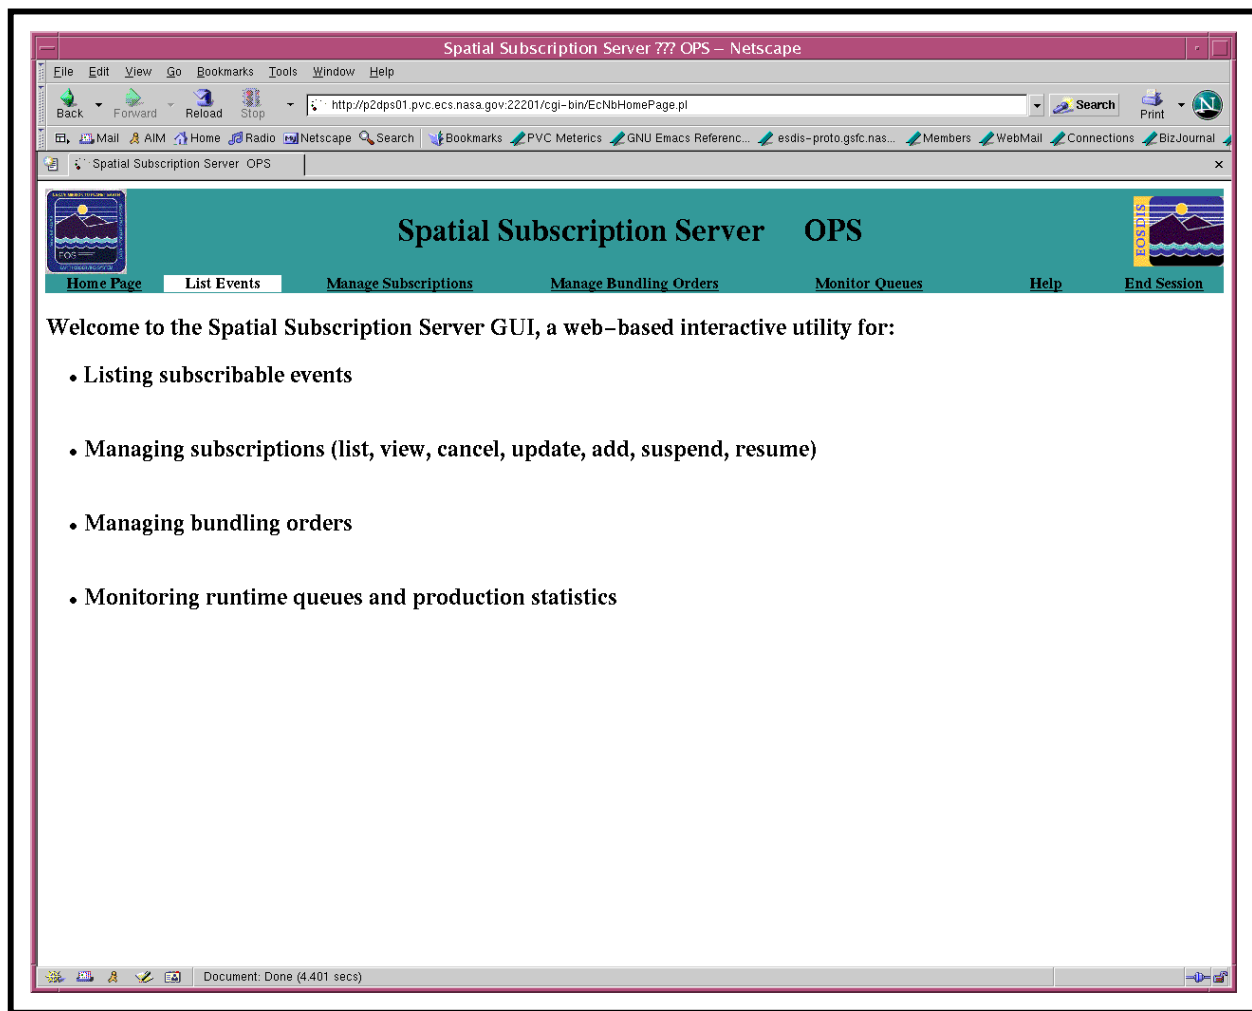 Spatial Subscription Server ??? OPS – Netscape
File Edit View Go Bookmarks Tools Window Help
Back Forward Reload Stop http://p2dps01.pvc.ecs.nasa.gov:22201/cgi-bin/EcNbHomePage.pl Search Print N
Mail AIM Home Radio Netscape Search Bookmarks PVC Meterics GNU Emacs Referenc... esdis-proto.gsfc.nas... Members WebMail Connections BizJournal
Spatial Subscription Server OPS
Spatial Subscription Server OPS
EOS
EOSDIS
Home Page List Events Manage Subscriptions Manage Bundling Orders Monitor Queues Help End Session
Welcome to the Spatial Subscription Server GUI, a web-based interactive utility for:
• Listing subscribable events
• Managing subscriptions (list, view, cancel, update, add, suspend, resume)
• Managing bundling orders
• Monitoring runtime queues and production statistics
Document: Done (4.401 secs)